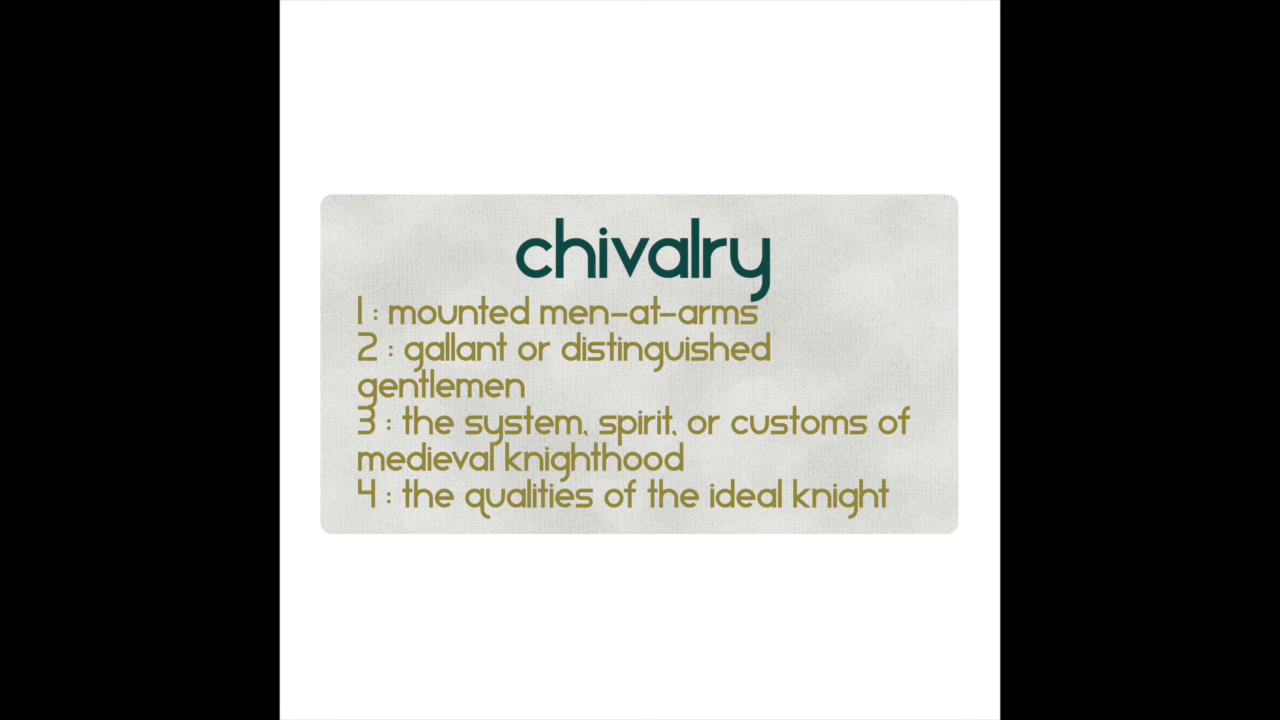 chivalry
1 : mounted men-at-arms
2 : gallant or distinguished
gentlemen
3 : the system, spirit, or customs of
medieval knighthood
4 : the qualities of the ideal knight